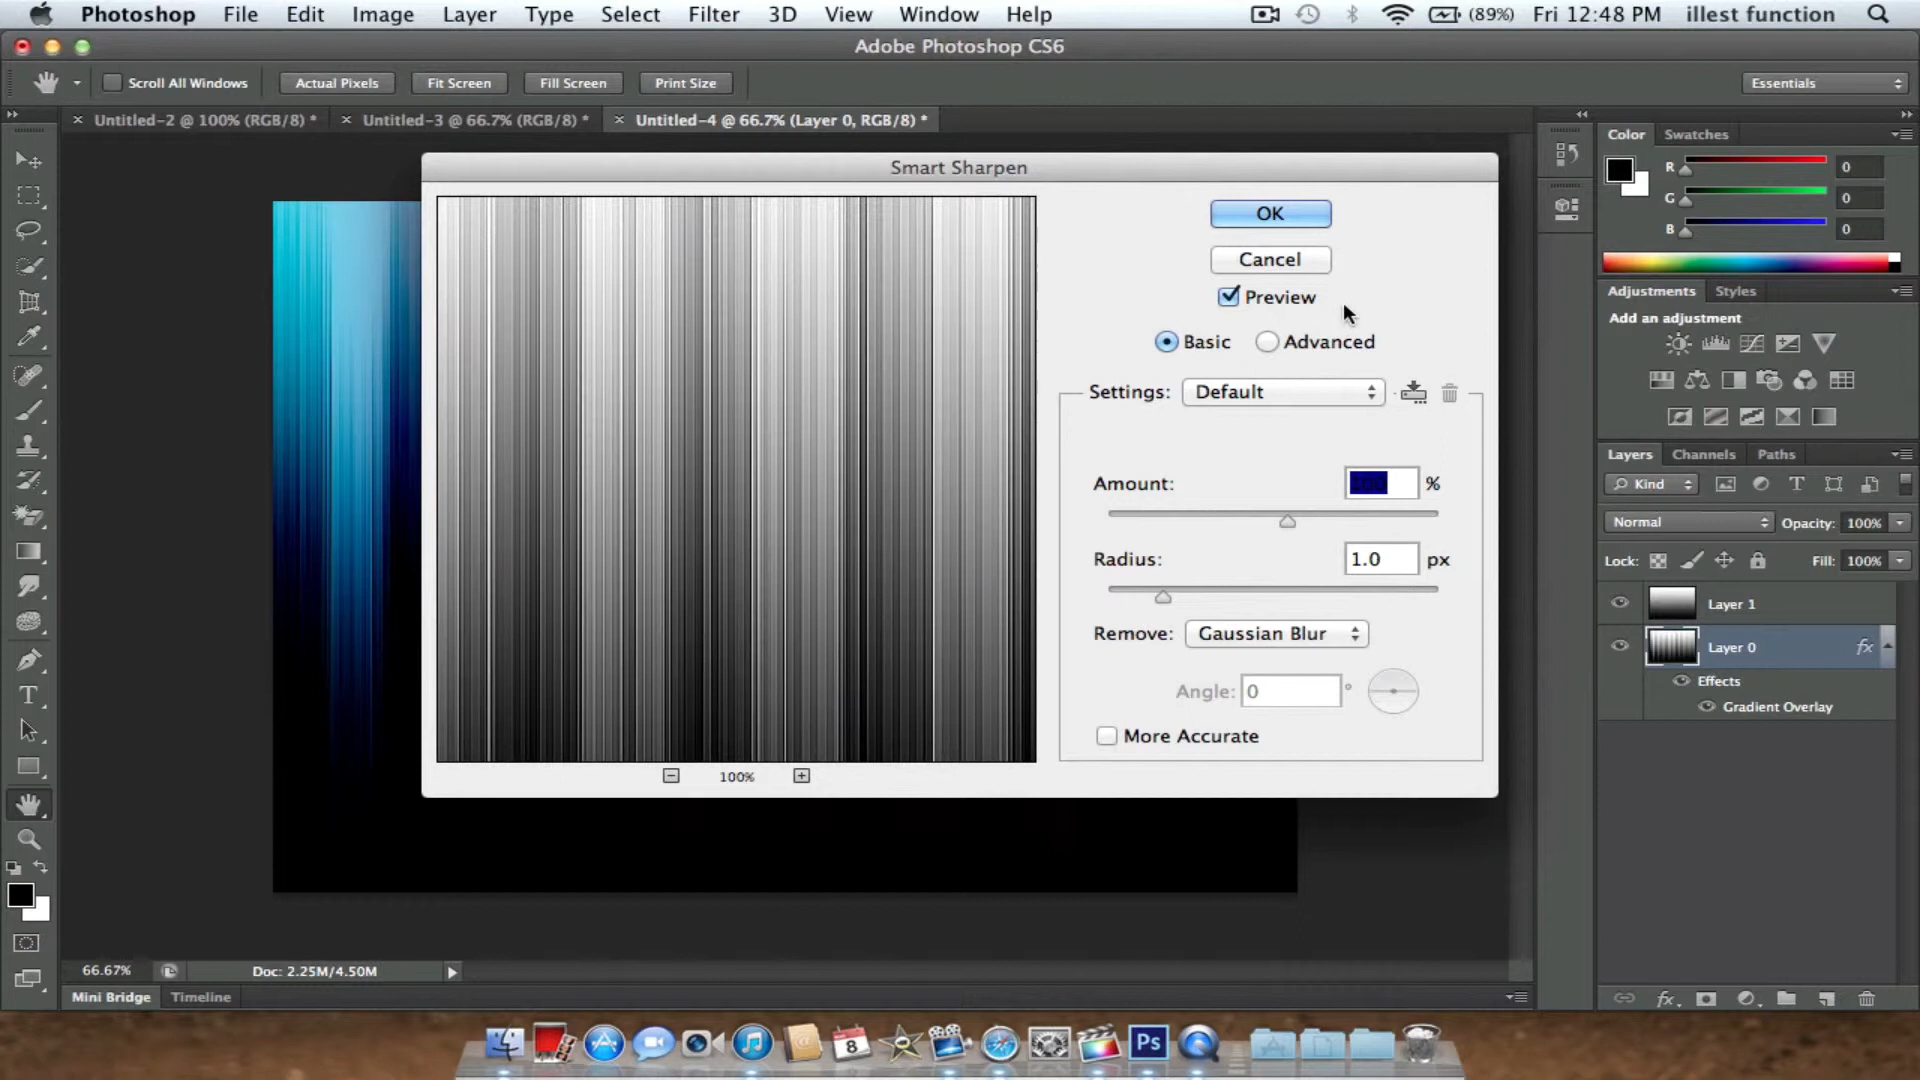 Photoshop File Edit Image Layer Type Select Filter 3D View Window Help (89%) Fri 12:48 PM illest function
Adobe Photoshop CS6
Scroll All Windows Actual Pixels Fit Screen Fill Screen Print Size Essentials
Untitled-2 @ 100% (RGB/8) * Untitled-3 @ 66.7% (RGB/8) * Untitled-4 @ 66.7% (Layer 0, RGB/8) *
Color Swatches
Smart Sharpen
R 0
G 0
B 0
OK
Cancel
Preview
Basic Advanced
Settings: Default
Amount: %
Radius: 1.0 px
Remove: Gaussian Blur
Angle: 0 °
More Accurate
100%
Adjustments Styles
Add an adjustment
Layers Channels Paths
Kind
Normal Opacity: 100%
Lock: Fill: 100%
Layer 1
Layer 0 fx
Effects
Gradient Overlay
66.67% Doc: 2.25M/4.50M
Mini Bridge Timeline
fx
8
Ps